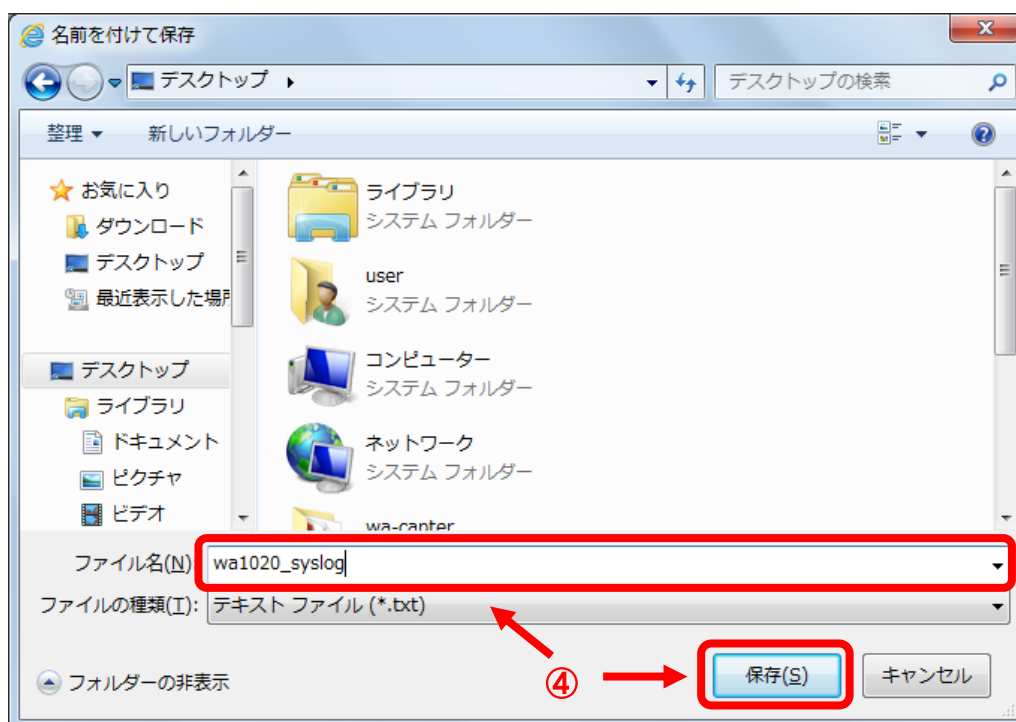 名前を付けて保存
デスクトップ
デスクトップの検索
整理
新しいフォルダー
お気に入り
ダウンロード
デスクトップ
最近表示した場所
デスクトップ
ライブラリ
ドキュメント
ピクチャ
ビデオ
ライブラリ
システム フォルダー
user
システム フォルダー
コンピューター
システム フォルダー
ネットワーク
システム フォルダー
wa-canter
ファイル名(N):
wa1020_syslog
ファイルの種類(T):
テキスト ファイル (*.txt)
④
フォルダーの非表示
保存(S)
キャンセル